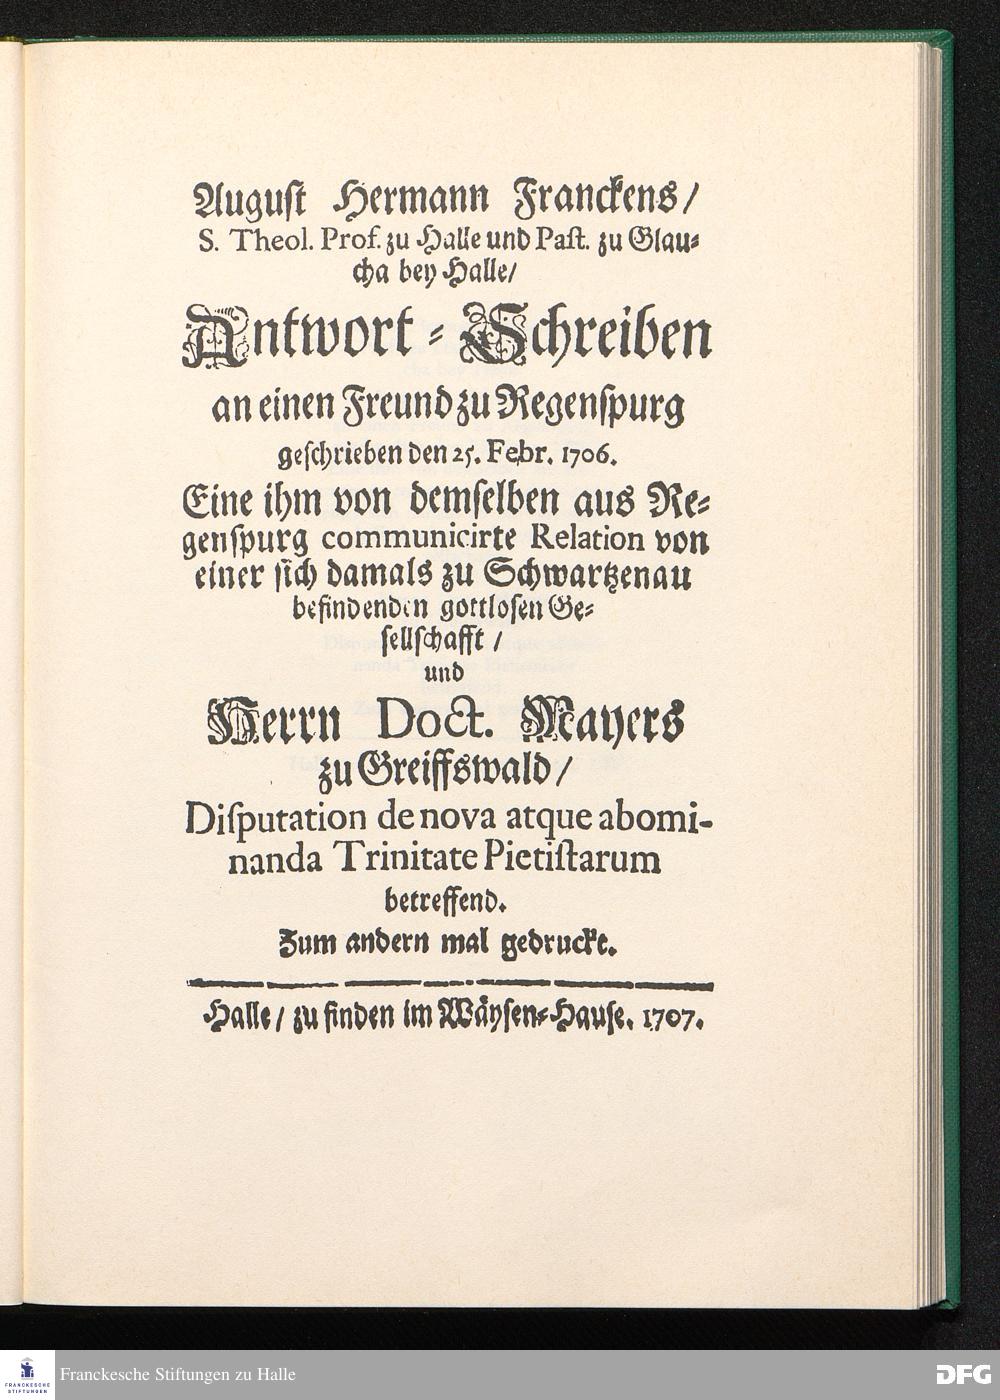 August Hermann Franckens/
S. Theol. Prof. zu Halle und Past. zu Glau-
cha bey Halle/
Antwort-Schreiben
an einen Freund zu Regenspurg
geschrieben den 25. Febr. 1706.
Eine ihm von demselben aus Re-
genspurg communicirte Relation von
einer sich damals zu Schwartzenau
befindenden gottlosen Ge-
sellschafft/
und
Herrn Doct. Mayers
zu Greiffswald/
Disputation de nova atque abomi-
nanda Trinitate Pietistarum
betreffend.
Zum andern mal gedruckt.
Halle/ zu finden im Wäysen-Hause. 1707.
FRANCKESCHE
STIFTUNGEN
Franckesche Stiftungen zu Halle
DFG